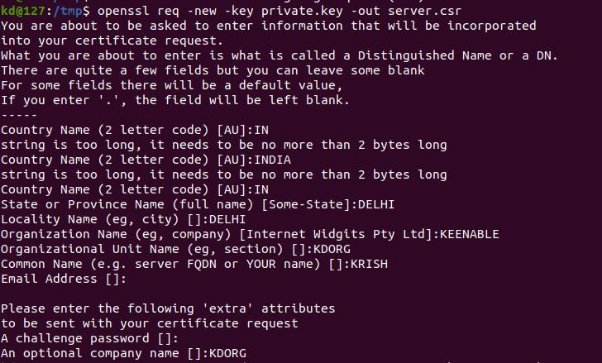 kd@127:/tmp$ openssl req -new -key private.key -out server.csr
You are about to be asked to enter information that will be incorporated
into your certificate request.
What you are about to enter is what is called a Distinguished Name or a DN.
There are quite a few fields but you can leave some blank
For some fields there will be a default value,
If you enter '.', the field will be left blank.
-----
Country Name (2 letter code) [AU]:IN
string is too long, it needs to be no more than 2 bytes long
Country Name (2 letter code) [AU]:INDIA
string is too long, it needs to be no more than 2 bytes long
Country Name (2 letter code) [AU]:IN
State or Province Name (full name) [Some-State]:DELHI
Locality Name (eg, city) []:DELHI
Organization Name (eg, company) [Internet Widgits Pty Ltd]:KEENABLE
Organizational Unit Name (eg, section) []:KDORG
Common Name (e.g. server FQDN or YOUR name) []:KRISH
Email Address []:
Please enter the following 'extra' attributes
to be sent with your certificate request
A challenge password []:
An optional company name []:KDORG